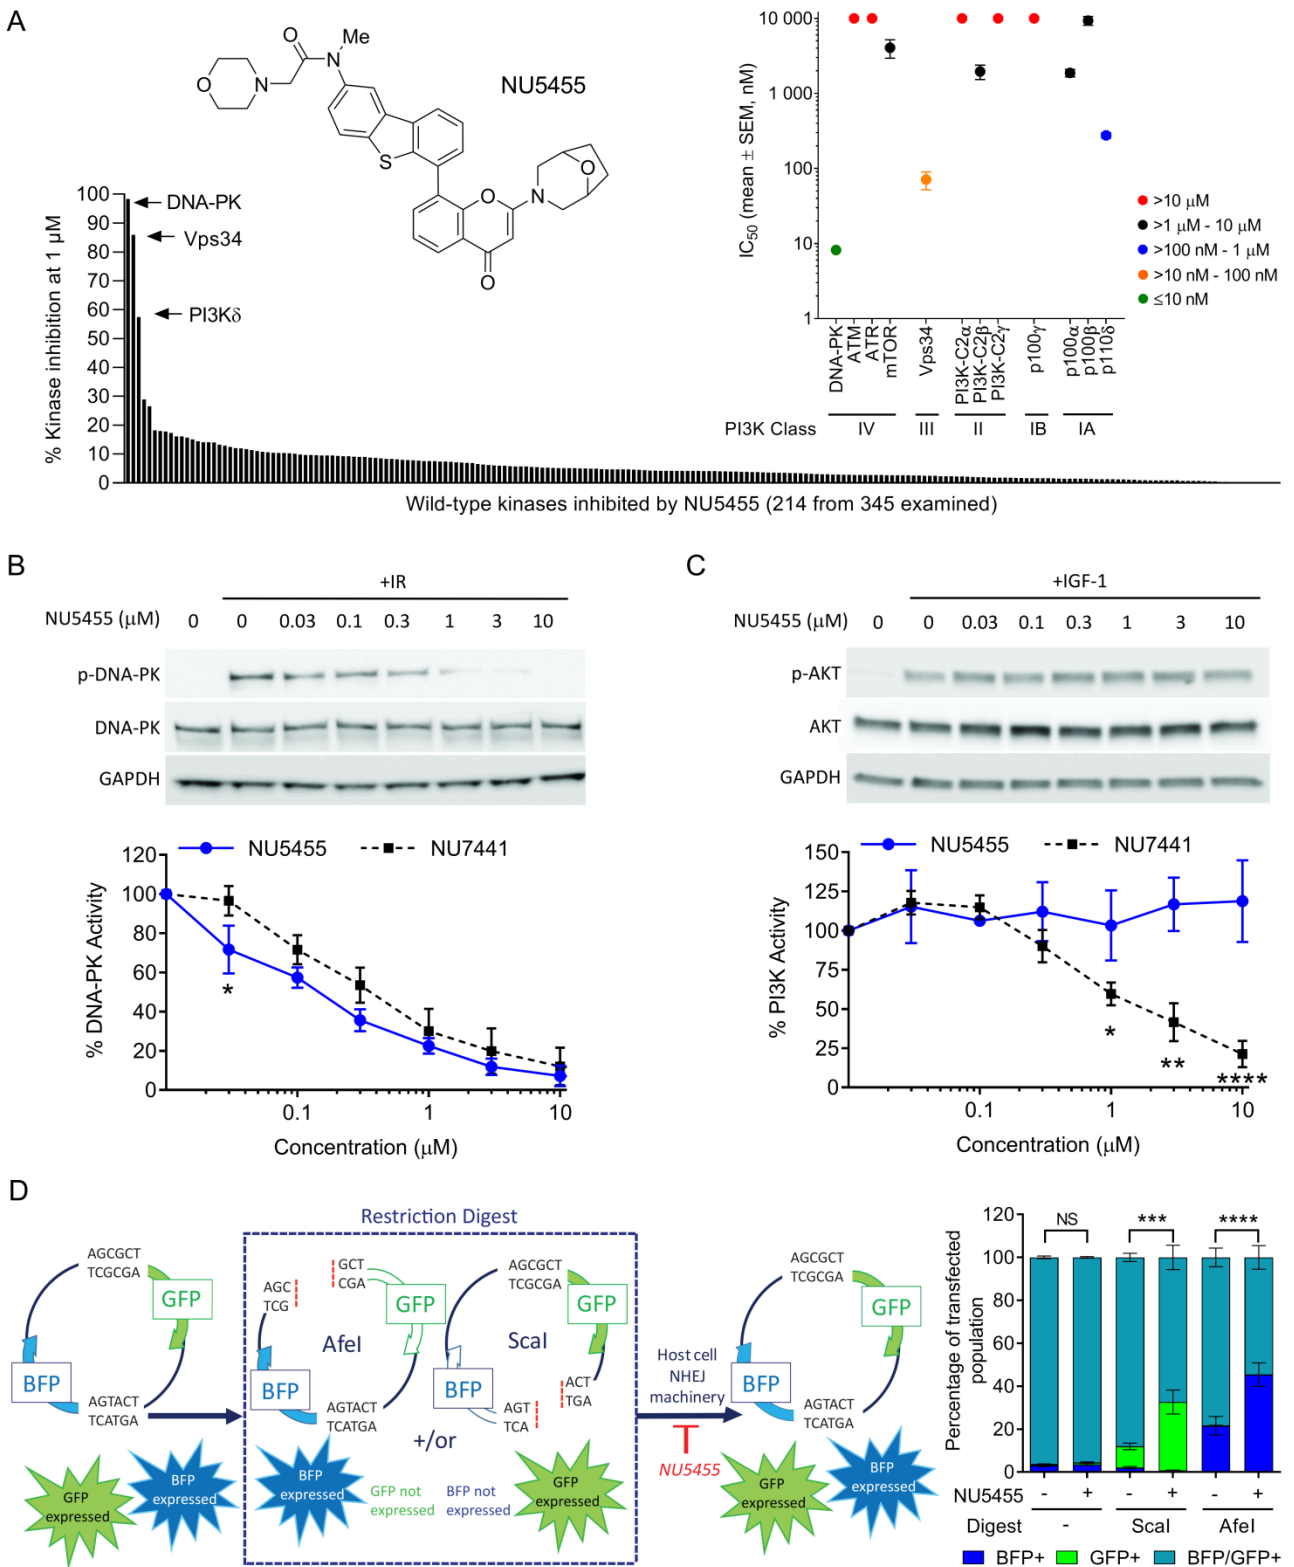 A
O
Me
N
N
O
NU5455
S
O
O
N
O
100
90
80
70
60
50
40
30
20
10
0
% Kinase inhibition at 1 µM
DNA-PK
Vps34
PI3Kδ
Wild-type kinases inhibited by NU5455 (214 from 345 examined)
10 000
1 000
100
10
1
IC50 (mean ± SEM, nM)
>10 µM
>1 µM - 10 µM
>100 nM - 1 µM
>10 nM - 100 nM
≤10 nM
DNA-PK
ATM
ATR
mTOR
Vps34
PI3K-C2α
PI3K-C2β
PI3K-C2γ
p100γ
p100α
p100β
p110δ
PI3K Class IV III II IB IA
B
+IR
NU5455 (µM) 0 0 0.03 0.1 0.3 1 3 10
p-DNA-PK
DNA-PK
GAPDH
NU5455 NU7441
120
100
80
60
40
20
0
% DNA-PK Activity
*
0.1 1 10
Concentration (µM)
C
+IGF-1
NU5455 (µM) 0 0 0.03 0.1 0.3 1 3 10
p-AKT
AKT
GAPDH
NU5455 NU7441
150
125
100
75
50
25
0
% PI3K Activity
* ** ****
0.1 1 10
Concentration (µM)
D
AGCGCT
TCGCGA
GFP
BFP
AGTACT
TCATGA
GFP
expressed
BFP
expressed
Restriction Digest
AGC
TCG
GCT
CGA
GFP
AfeI
BFP
AGTACT
TCATGA
BFP
expressed
GFP not
expressed
+/or
AGCGCT
TCGCGA
GFP
ScaI
BFP
ACT
TGA
AGT
TCA
BFP not
expressed
GFP
expressed
Host cell
NHEJ
machinery
NU5455
AGCGCT
TCGCGA
GFP
BFP
AGTACT
TCATGA
GFP
expressed
BFP
expressed
120
100
80
60
40
20
0
Percentage of transfected
population
NS *** ****
NU5455 - + - + - +
Digest - ScaI AfeI
BFP+ GFP+ BFP/GFP+